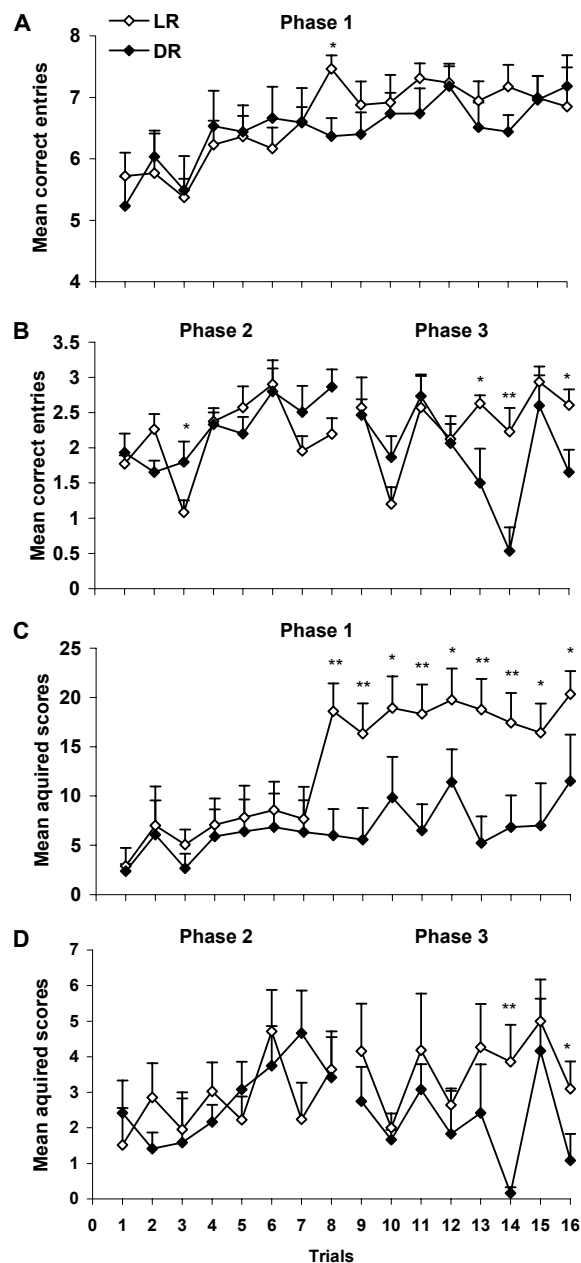 A
LR
DR
Phase 1
*
Mean correct entries
8
7
6
5
4
B
Phase 2
Phase 3
*
*
**
*
Mean correct entries
3.5
3
2.5
2
1.5
1
0.5
0
C
Phase 1
** ** * ** * ** ** * *
Mean aquired scores
25
20
15
10
5
0
D
Phase 2
Phase 3
**
*
Mean aquired scores
7
6
5
4
3
2
1
0
0 1 2 3 4 5 6 7 8 9 10 11 12 13 14 15 16
Trials